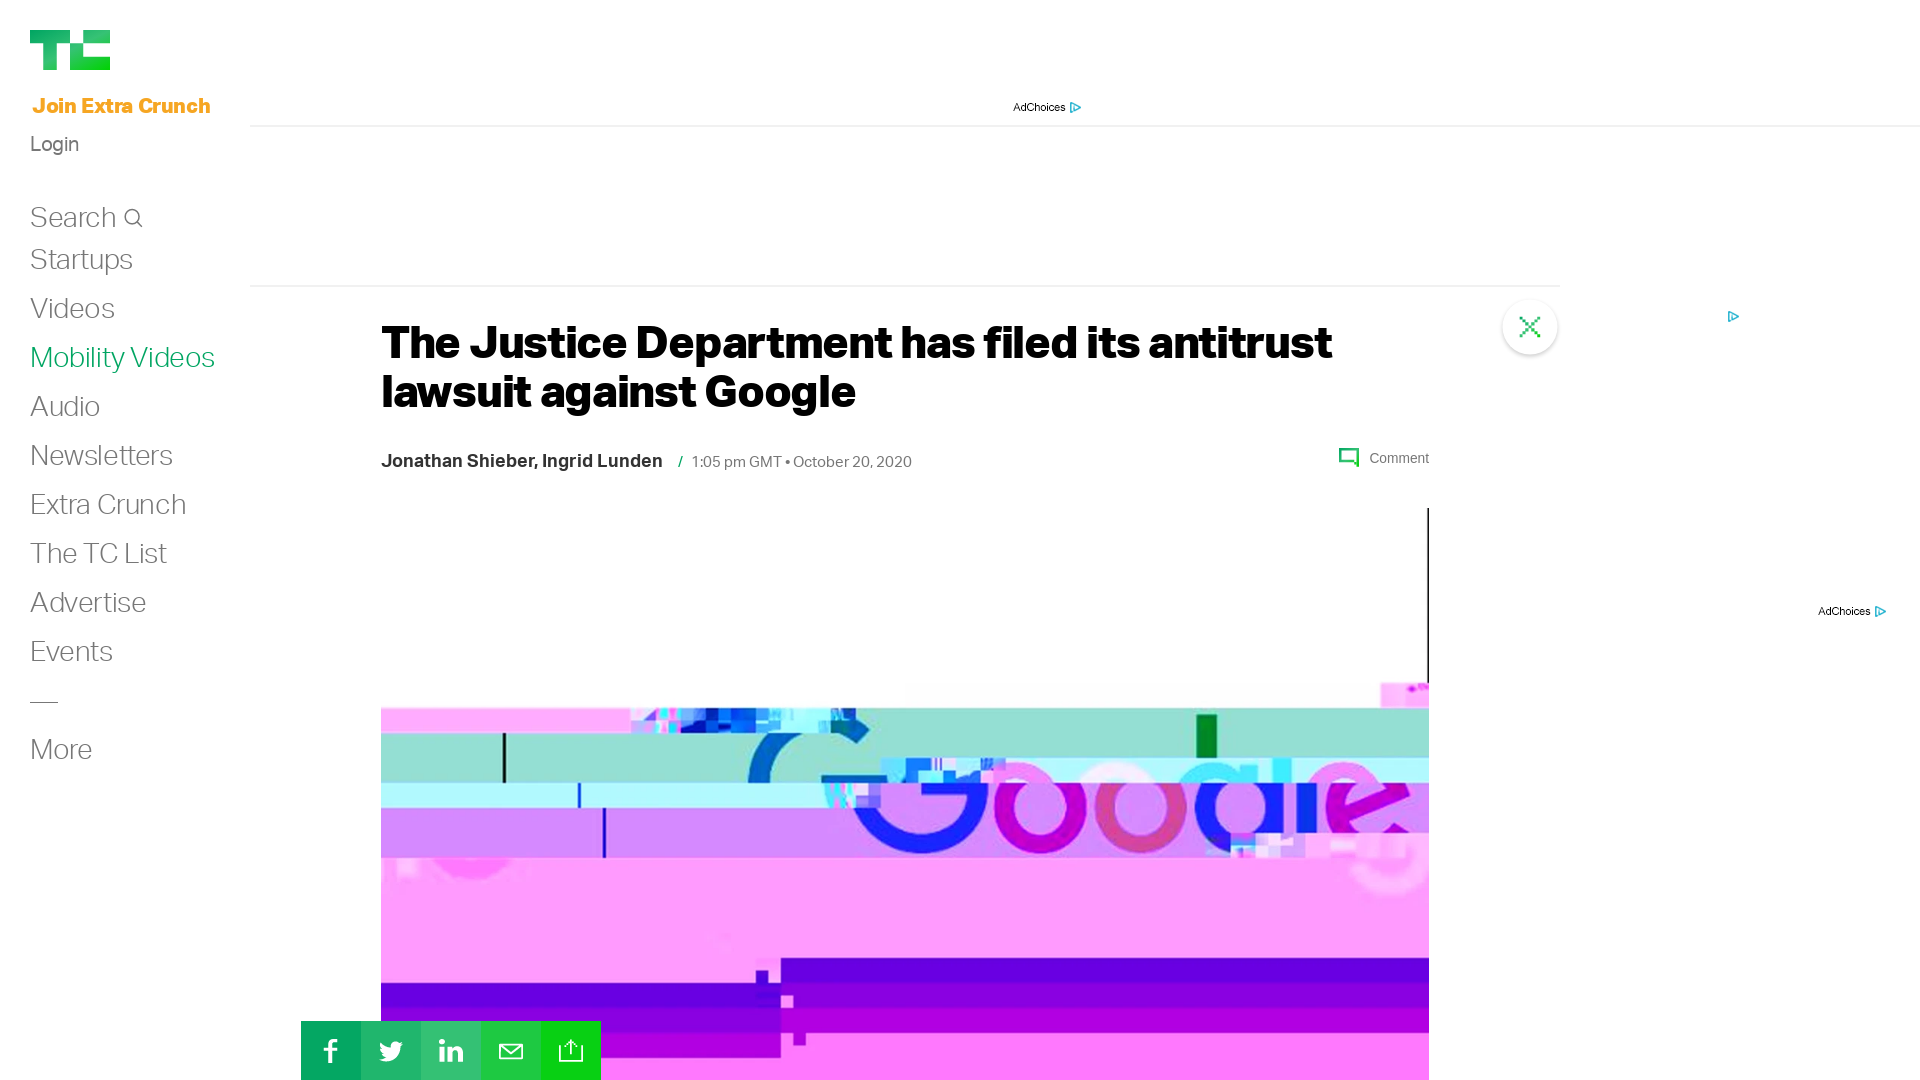 TC
Join Extra Crunch
Login
Search
Startups
Videos
Mobility Videos
Audio
Newsletters
Extra Crunch
The TC List
Advertise
Events
More
AdChoices
The Justice Department has filed its antitrust
lawsuit against Google
Jonathan Shieber, Ingrid Lunden / 1:05 pm GMT • October 20, 2020
Comment
Google
AdChoices